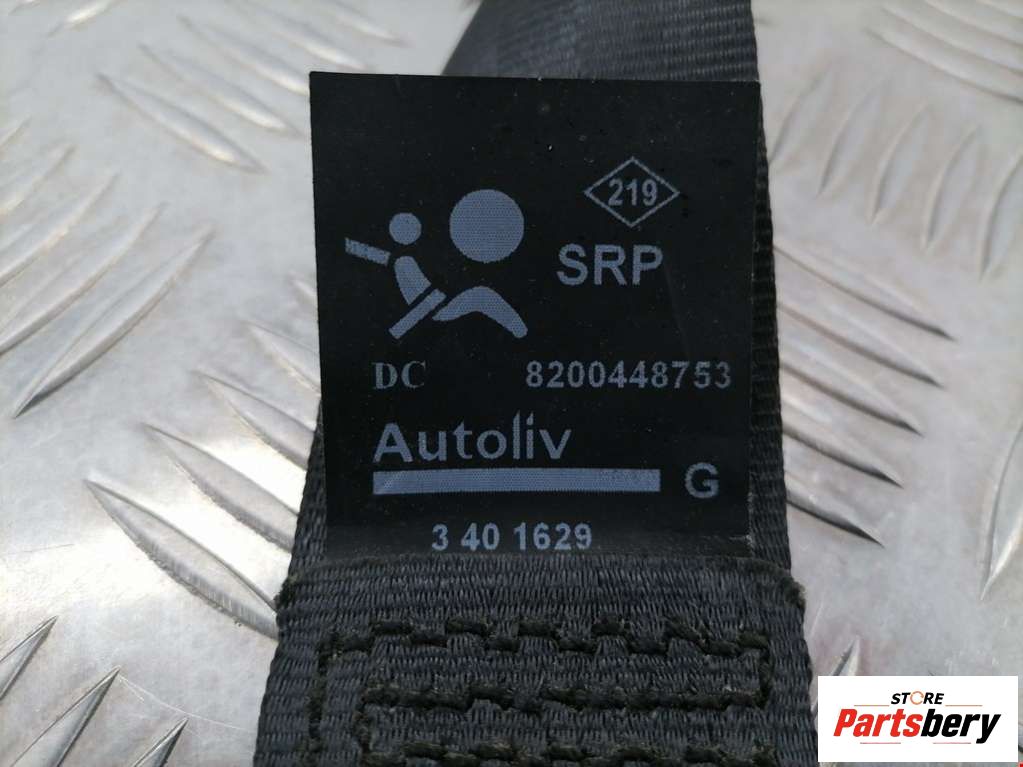 219
SRP
DC 8200448753
Autoliv
G
3 40 1629
STORE
Partsbery